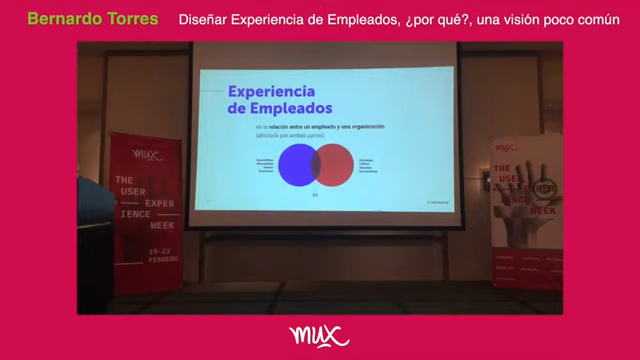 Bernardo Torres Diseñar Experiencia de Empleados, ¿por qué?, una visión poco común
Experiencia
de Empleados
es la relación entre un empleado y una organización
(afectada por ambas partes)
mux
THE
USER
EXPER
IENCE
WEEK
19-23
FEBRERO
mux
THE
USER
EXPER
IENCE
WEEK
mux